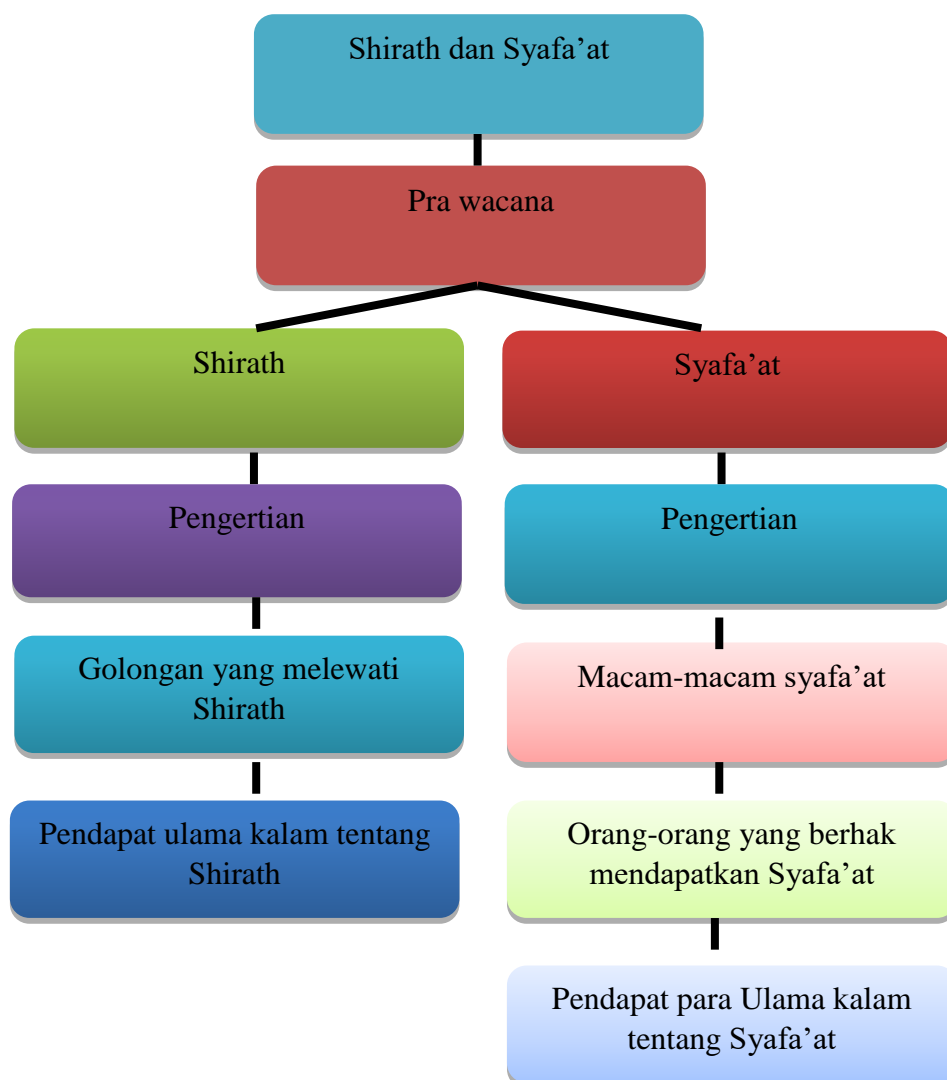 Shirath dan Syafa’at
Pra wacana
Shirath
Syafa’at
Pengertian
Pengertian
Golongan yang melewati
Shirath
Macam-macam syafa’at
Pendapat ulama kalam tentang
Shirath
Orang-orang yang berhak
mendapatkan Syafa’at
Pendapat para Ulama kalam
tentang Syafa’at